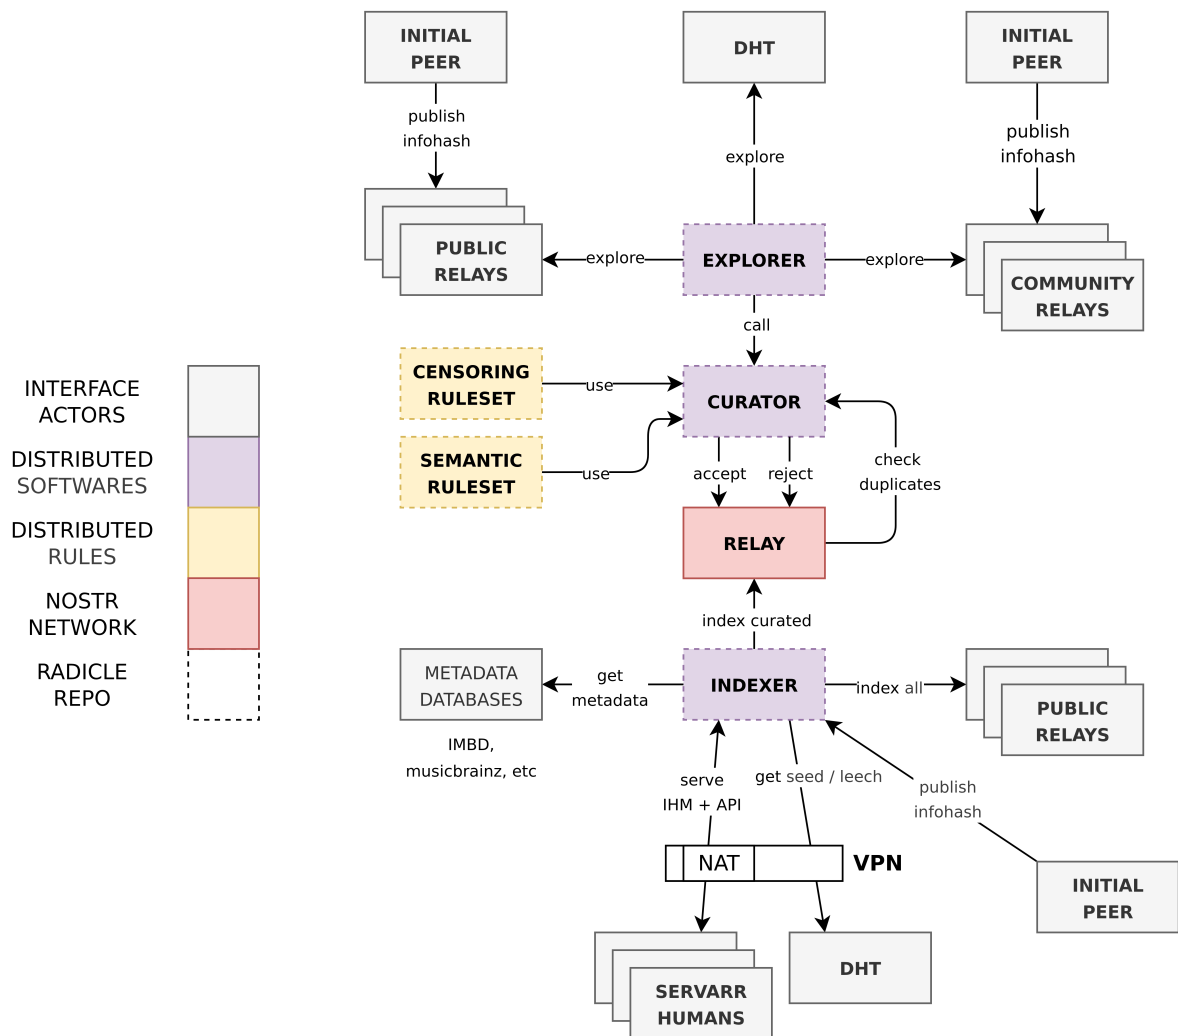 INITIAL
PEER
DHT
INITIAL
PEER
publish
infohash
explore
publish
infohash
PUBLIC
RELAYS
explore
EXPLORER
explore
COMMUNITY
RELAYS
call
CENSORING
RULESET
use
CURATOR
SEMANTIC
RULESET
use
accept
reject
check
duplicates
RELAY
INTERFACE
ACTORS
DISTRIBUTED
SOFTWARES
DISTRIBUTED
RULES
NOSTR
NETWORK
RADICLE
REPO
index curated
METADATA
DATABASES
get
metadata
INDEXER
index all
PUBLIC
RELAYS
IMBD,
musicbrainz, etc
serve
IHM + API
get seed / leech
publish
infohash
NAT
VPN
INITIAL
PEER
SERVARR
HUMANS
DHT